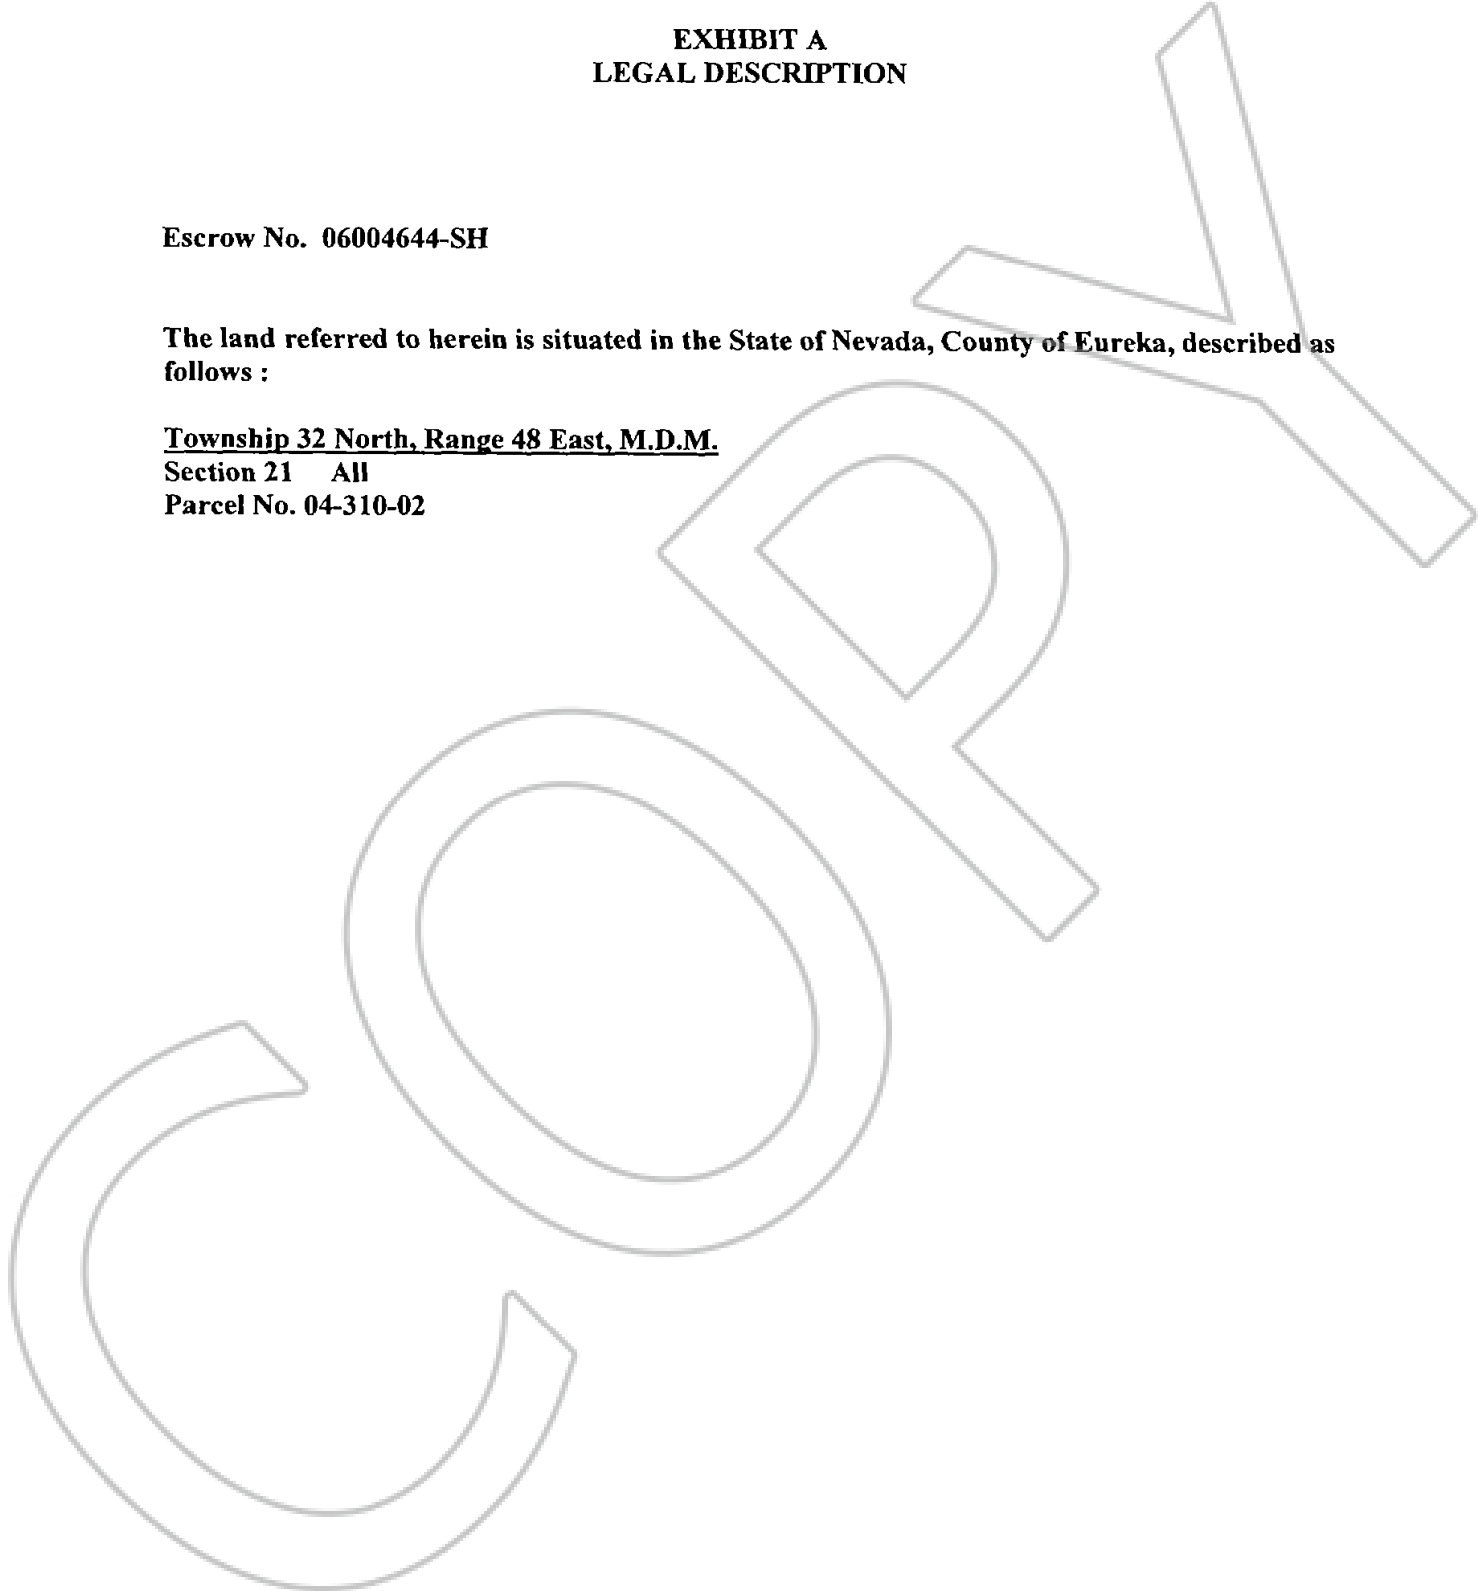 EXHIBIT A
LEGAL DESCRIPTION
Escrow No. 06004644-SH
The land referred to herein is situated in the State of Nevada, County of Eureka, described as
follows :
Township 32 North, Range 48 East, M.D.M.
Section 21 All
Parcel No. 04-310-02
COPY